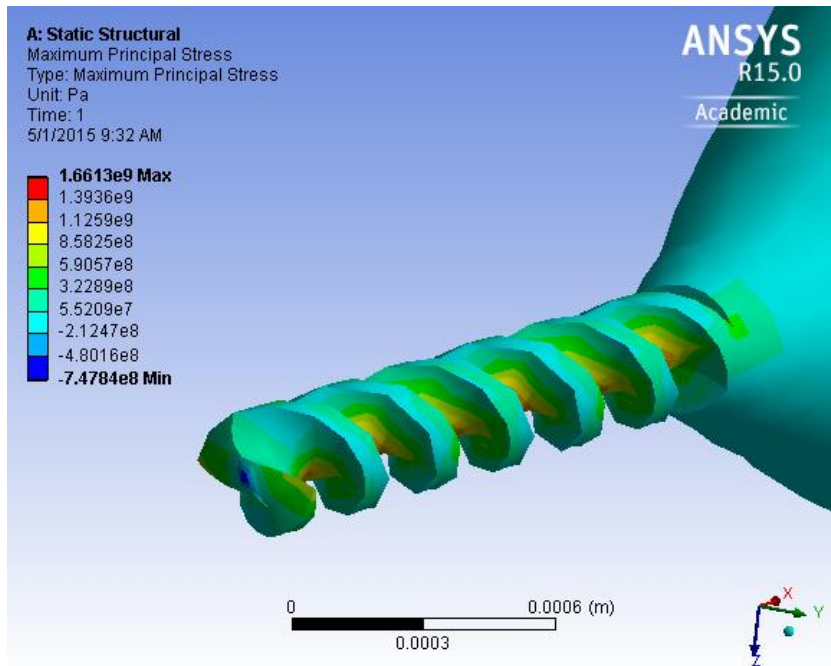 A: Static Structural
Maximum Principal Stress
Type: Maximum Principal Stress
Unit: Pa
Time: 1
5/1/2015 9:32 AM
ANSYS
R15.0
Academic
1.6613e9 Max
1.3936e9
1.1259e9
8.5825e8
5.9057e8
3.2289e8
5.5209e7
-2.1247e8
-4.8016e8
-7.4784e8 Min
0
0.0006 (m)
0.0003
X
Y
Z